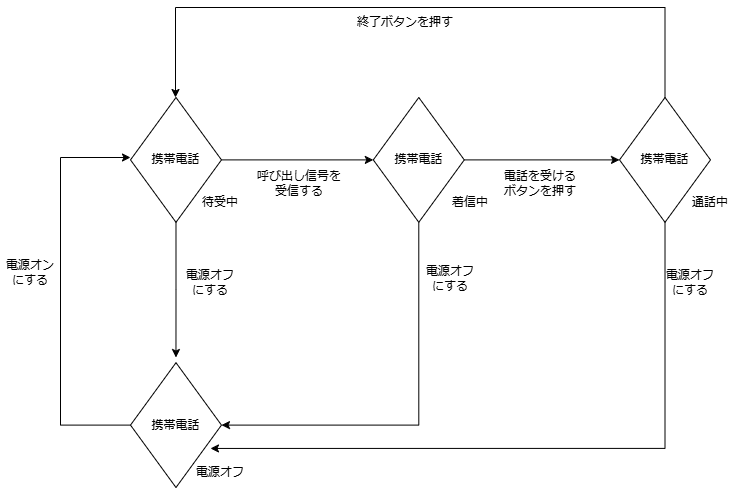 終了ボタンを押す
携帯電話
待受中
呼び出し信号を
受信する
携帯電話
着信中
電話を受ける
ボタンを押す
携帯電話
通話中
電源オン
にする
電源オフ
にする
電源オフ
にする
電源オフ
にする
携帯電話
電源オフ